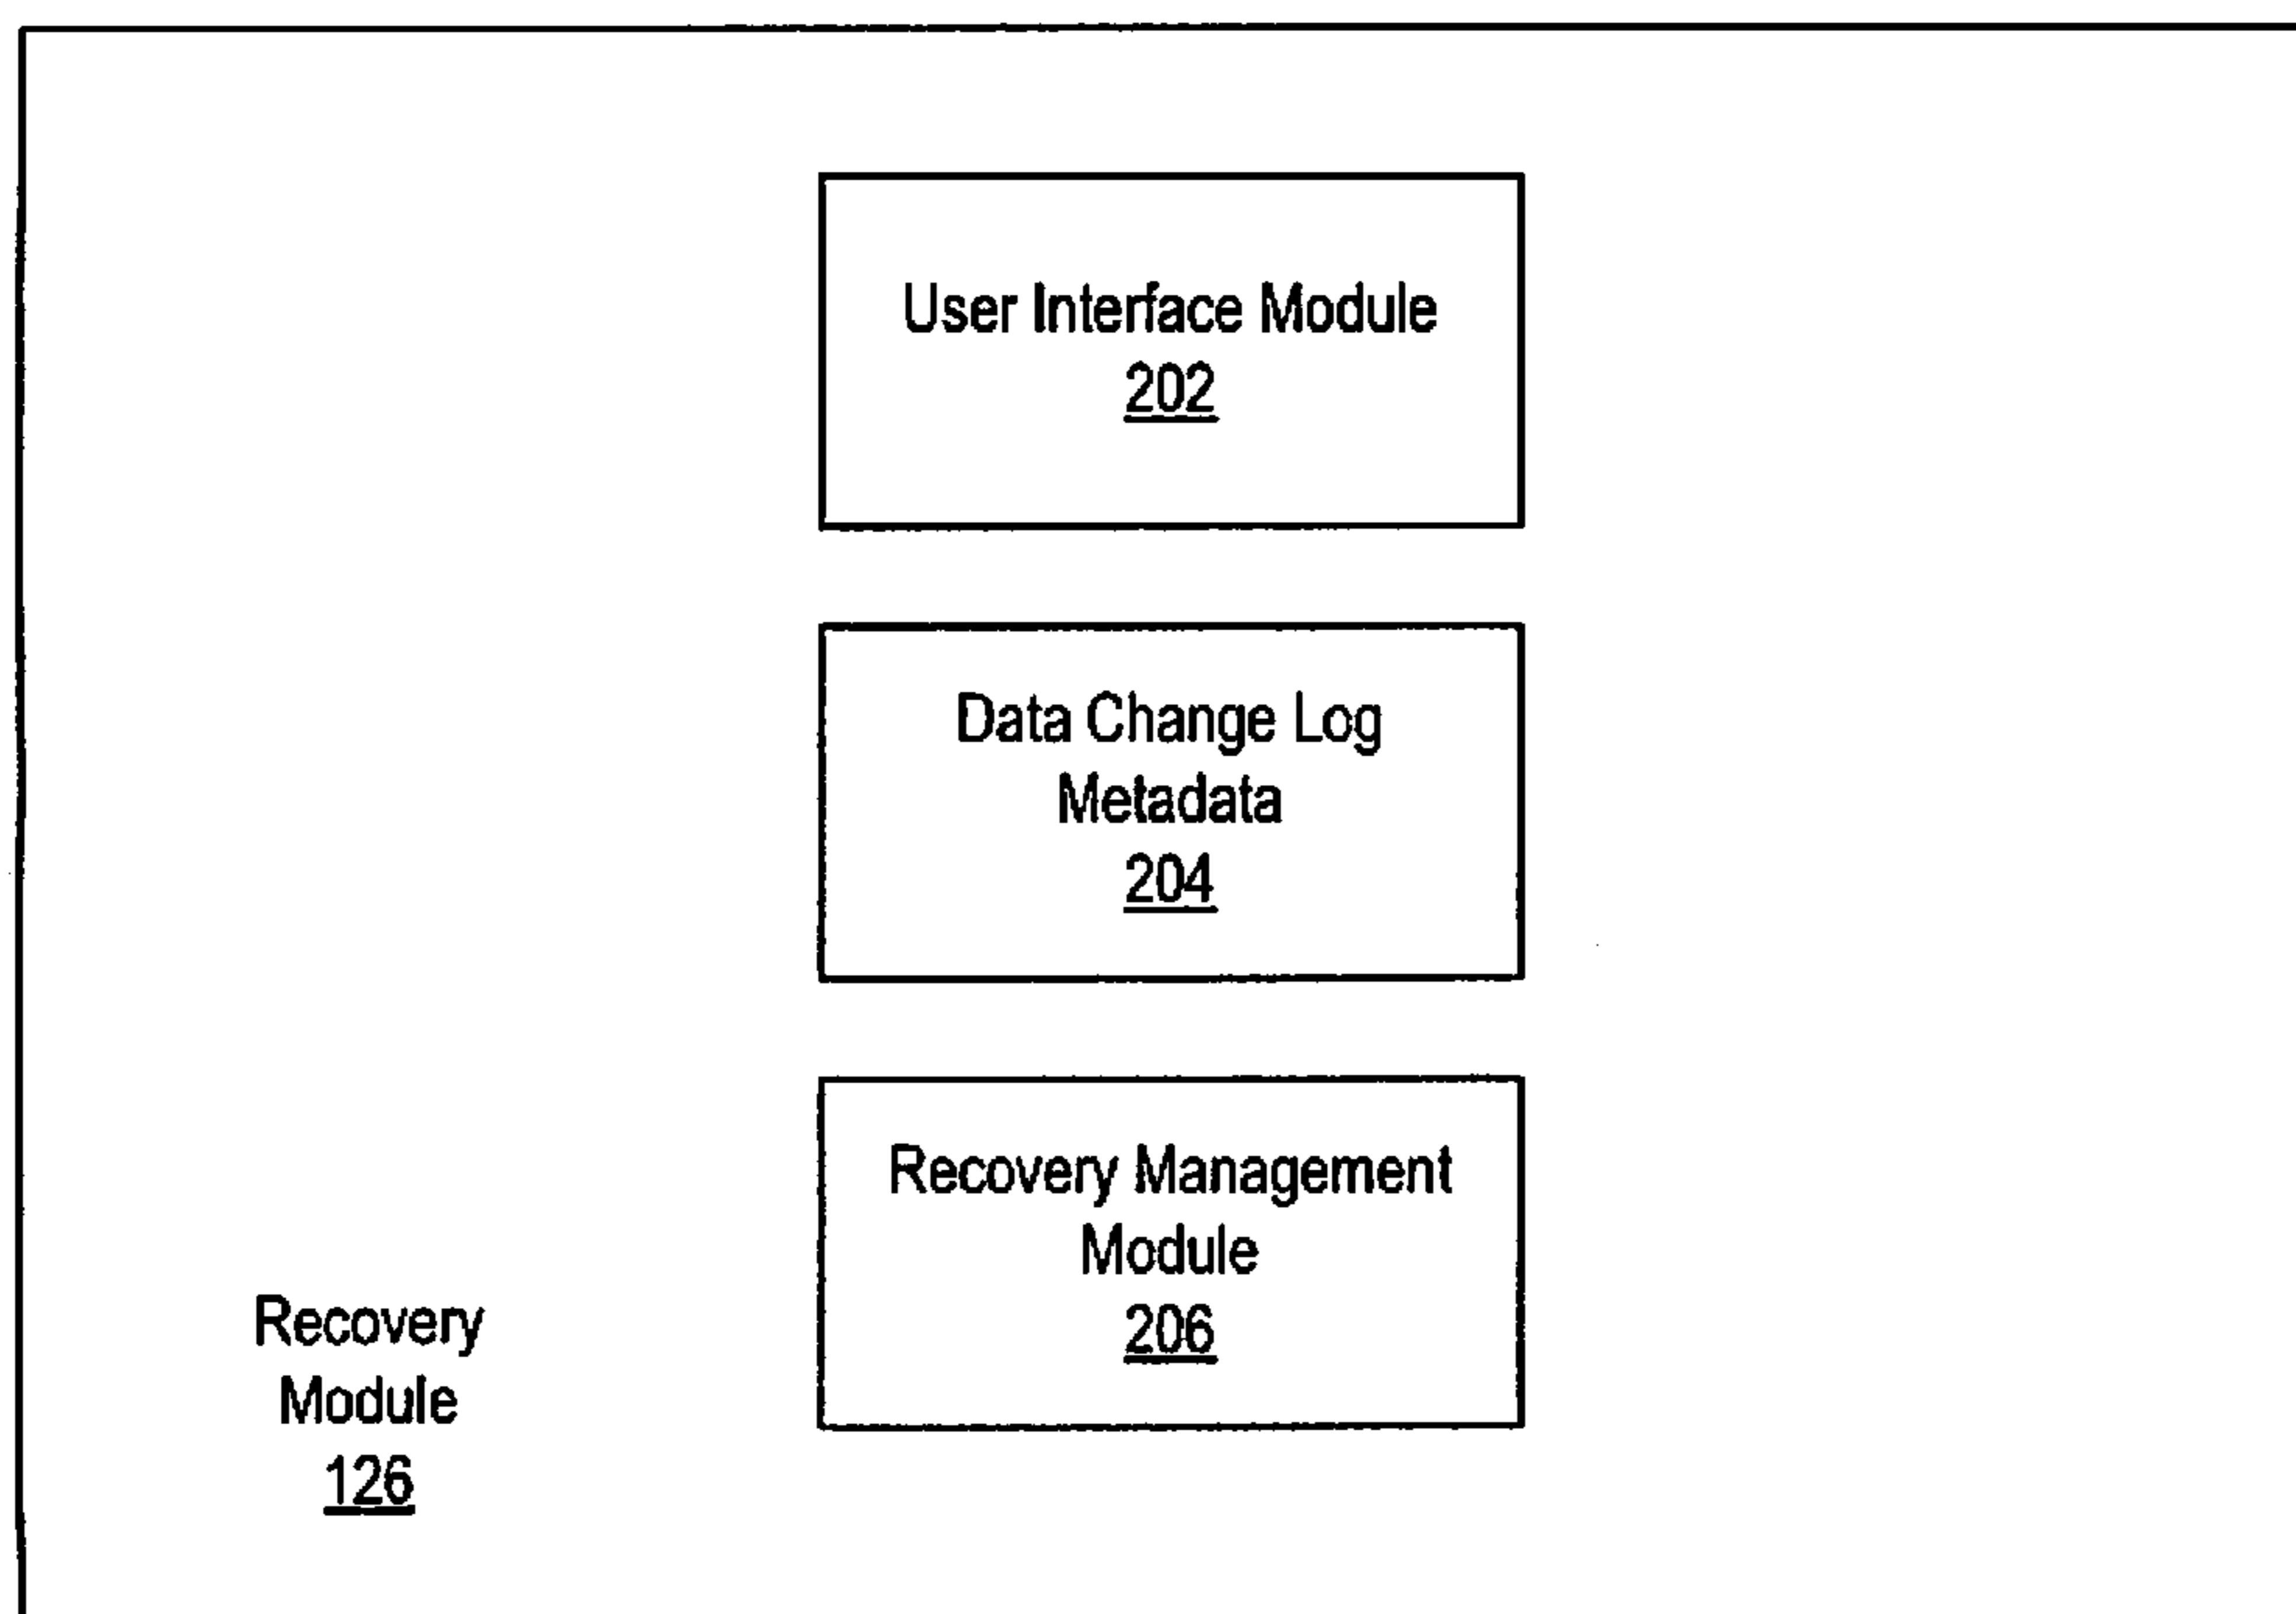 User Interface Module
202
Data Change Log
Metadata
204
Recovery Management
Module
206
Recovery
Module
126